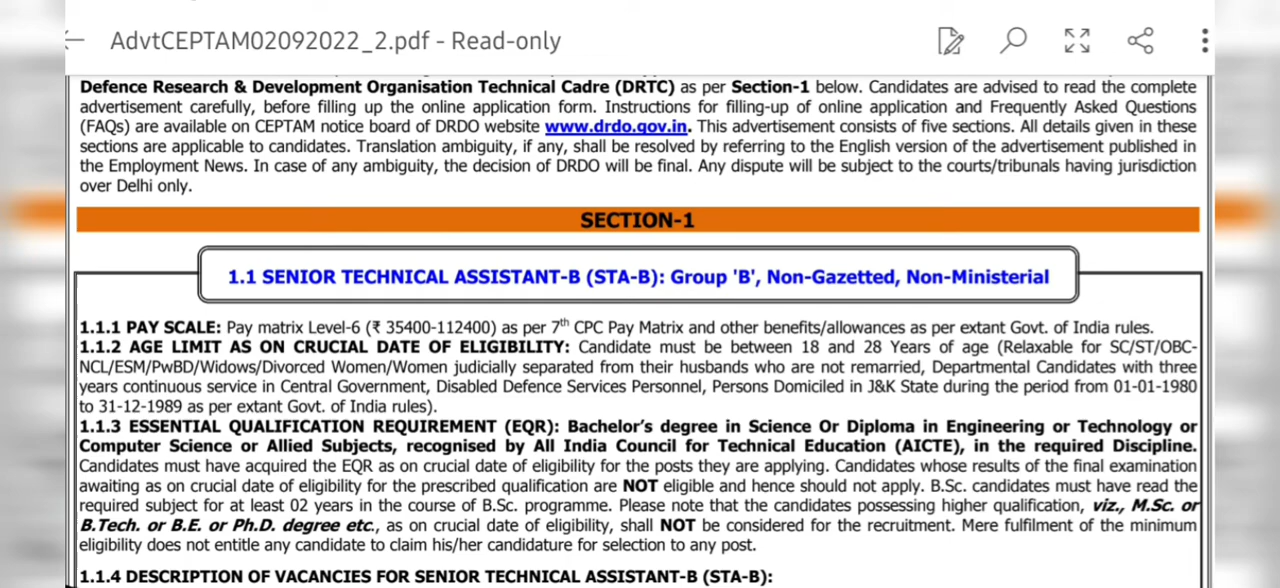 AdvtCEPTAM02092022_2.pdf - Read-only
Defence Research & Development Organisation Technical Cadre (DRTC) as per Section-1 below. Candidates are advised to read the complete
advertisement carefully, before filling up the online application form. Instructions for filling-up of online application and Frequently Asked Questions
(FAQs) are available on CEPTAM notice board of DRDO website www.drdo.gov.in. This advertisement consists of five sections. All details given in these
sections are applicable to candidates. Translation ambiguity, if any, shall be resolved by referring to the English version of the advertisement published in
the Employment News. In case of any ambiguity, the decision of DRDO will be final. Any dispute will be subject to the courts/tribunals having jurisdiction
over Delhi only.
SECTION-1
1.1 SENIOR TECHNICAL ASSISTANT-B (STA-B): Group 'B', Non-Gazetted, Non-Ministerial
1.1.1 PAY SCALE: Pay matrix Level-6 (₹ 35400-112400) as per 7th CPC Pay Matrix and other benefits/allowances as per extant Govt. of India rules.
1.1.2 AGE LIMIT AS ON CRUCIAL DATE OF ELIGIBILITY: Candidate must be between 18 and 28 Years of age (Relaxable for SC/ST/OBC-
NCL/ESM/PwBD/Widows/Divorced Women/Women judicially separated from their husbands who are not remarried, Departmental Candidates with three
years continuous service in Central Government, Disabled Defence Services Personnel, Persons Domiciled in J&K State during the period from 01-01-1980
to 31-12-1989 as per extant Govt. of India rules).
1.1.3 ESSENTIAL QUALIFICATION REQUIREMENT (EQR): Bachelor's degree in Science Or Diploma in Engineering or Technology or
Computer Science or Allied Subjects, recognised by All India Council for Technical Education (AICTE), in the required Discipline.
Candidates must have acquired the EQR as on crucial date of eligibility for the posts they are applying. Candidates whose results of the final examination
awaiting as on crucial date of eligibility for the prescribed qualification are NOT eligible and hence should not apply. B.Sc. candidates must have read the
required subject for at least 02 years in the course of B.Sc. programme. Please note that the candidates possessing higher qualification, viz., M.Sc. or
B.Tech. or B.E. or Ph.D. degree etc., as on crucial date of eligibility, shall NOT be considered for the recruitment. Mere fulfilment of the minimum
eligibility does not entitle any candidate to claim his/her candidature for selection to any post.
1.1.4 DESCRIPTION OF VACANCIES FOR SENIOR TECHNICAL ASSISTANT-B (STA-B):